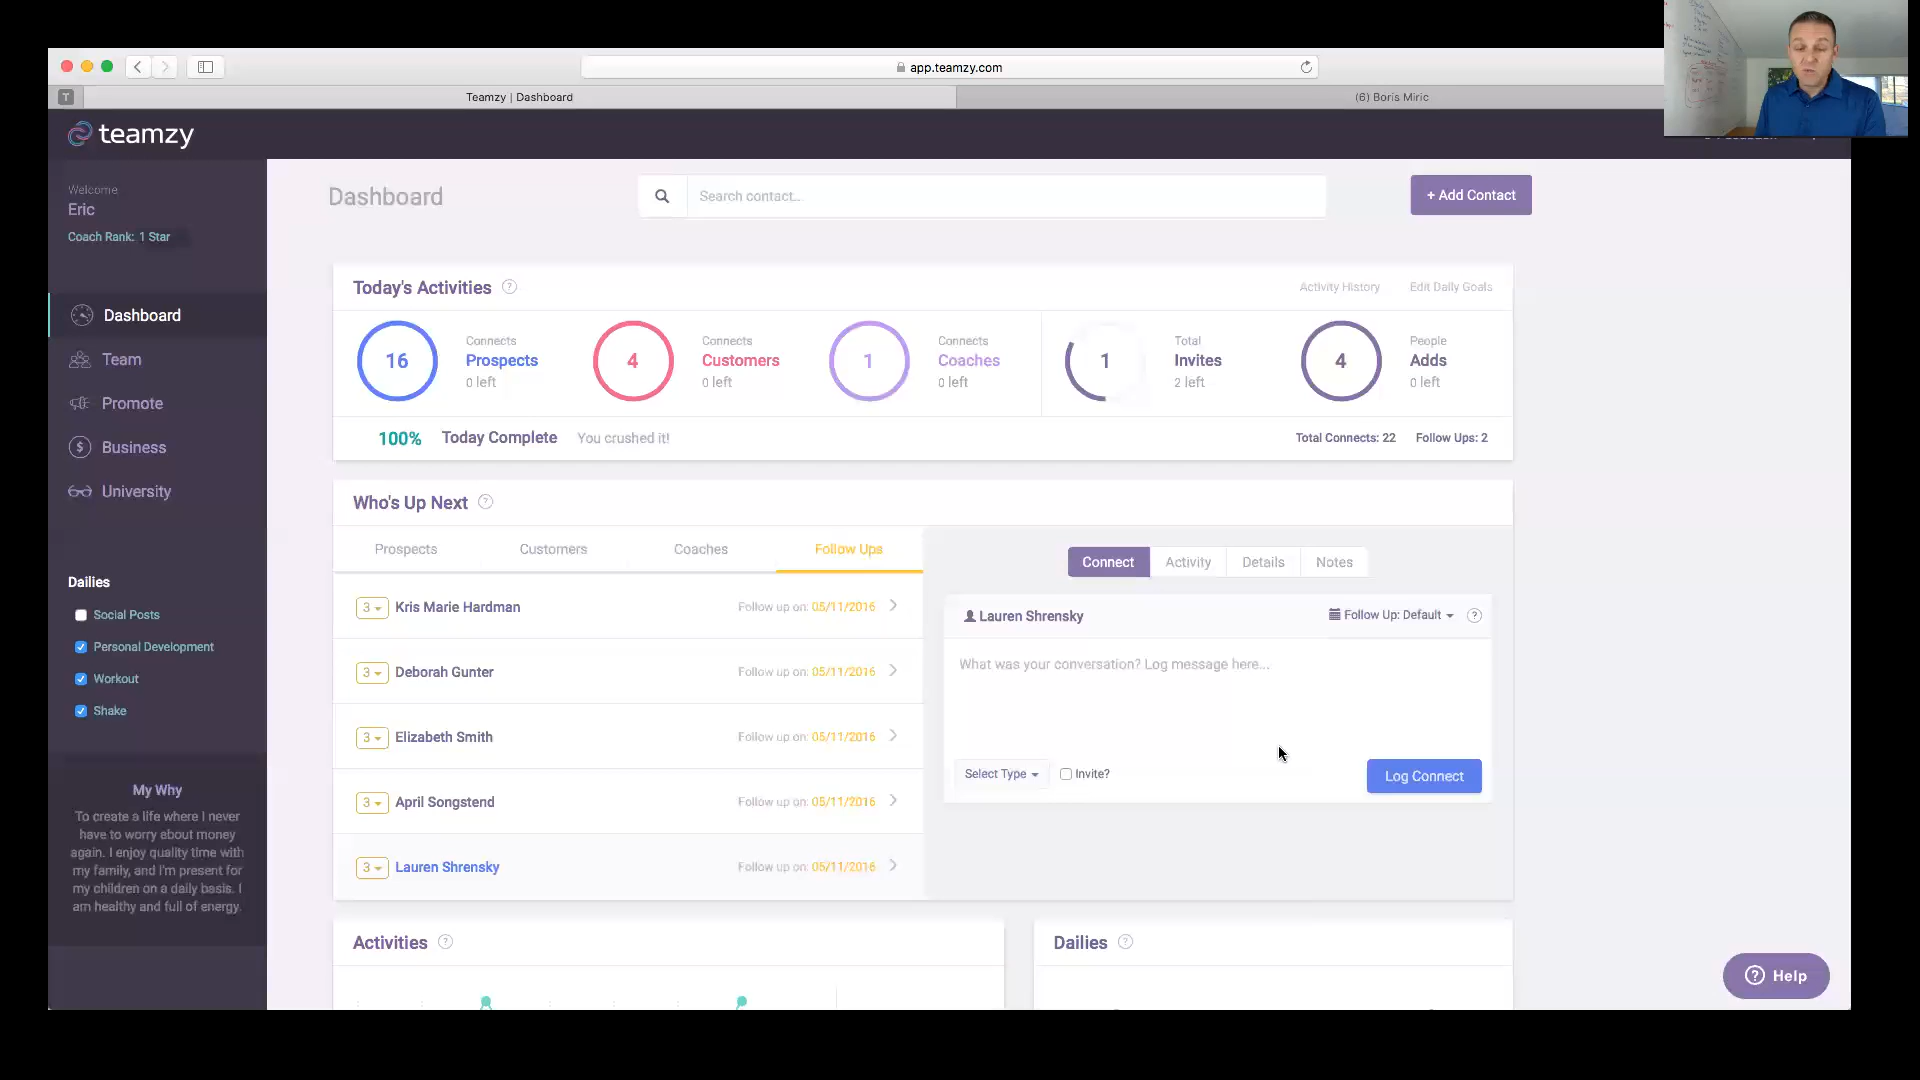 app.teamzy.com
T
Teamzy | Dashboard
(6) Boris Miric
teamzy
Welcome
Eric
Coach Rank: 1 Star
Dashboard
Team
Promote
Business
University
Dailies
Social Posts
Personal Development
Workout
Shake
My Why
To create a life where I never
have to worry about money
again. I enjoy quality time with
my family, and I'm present for
my children on a daily basis. I
am healthy and full of energy.
Dashboard
Search contact...
+ Add Contact
Today's Activities ?
Activity History
Edit Daily Goals
16
Connects
Prospects
0 left
4
Connects
Customers
0 left
1
Connects
Coaches
0 left
1
Total
Invites
2 left
4
People
Adds
0 left
100% Today Complete You crushed it!
Total Connects: 22 Follow Ups: 2
Who's Up Next ?
Prospects Customers Coaches Follow Ups
3 Kris Marie Hardman Follow up on: 05/11/2016
3 Deborah Gunter Follow up on: 05/11/2016
3 Elizabeth Smith Follow up on: 05/11/2016
3 April Songstend Follow up on: 05/11/2016
3 Lauren Shrensky Follow up on: 05/11/2016
Connect Activity Details Notes
Lauren Shrensky
Follow Up: Default ?
What was your conversation? Log message here...
Select Type
Invite?
Log Connect
Activities ?
Dailies ?
? Help